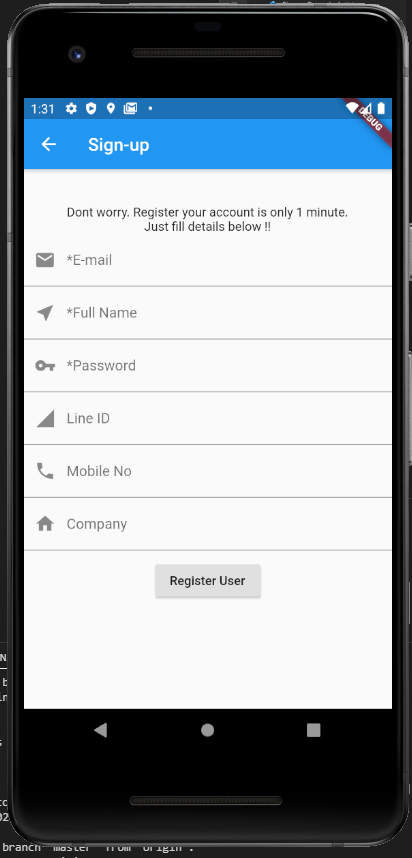 1:31
DEBUG
Sign-up
Dont worry. Register your account is only 1 minute.
Just fill details below !!
*E-mail
*Full Name
*Password
Line ID
Mobile No
Company
Register User
branch 'master' from 'origin'.